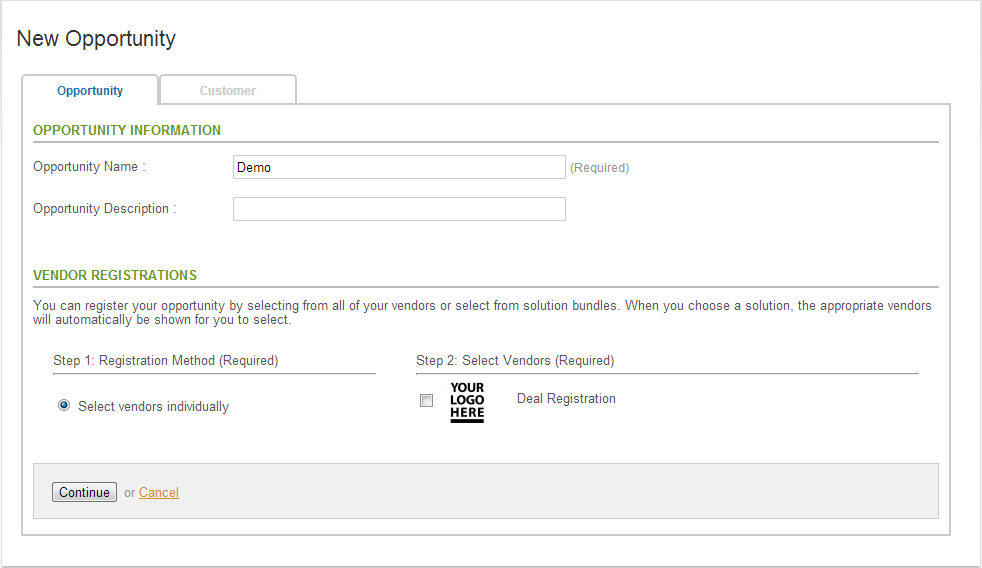 New Opportunity
Opportunity
Customer
OPPORTUNITY INFORMATION
Opportunity Name :
Demo
(Required)
Opportunity Description :
VENDOR REGISTRATIONS
You can register your opportunity by selecting from all of your vendors or select from solution bundles. When you choose a solution, the appropriate vendors
will automatically be shown for you to select.
Step 1: Registration Method (Required)
Select vendors individually
Step 2: Select Vendors (Required)
YOUR
LOGO
HERE
Deal Registration
Continue or Cancel